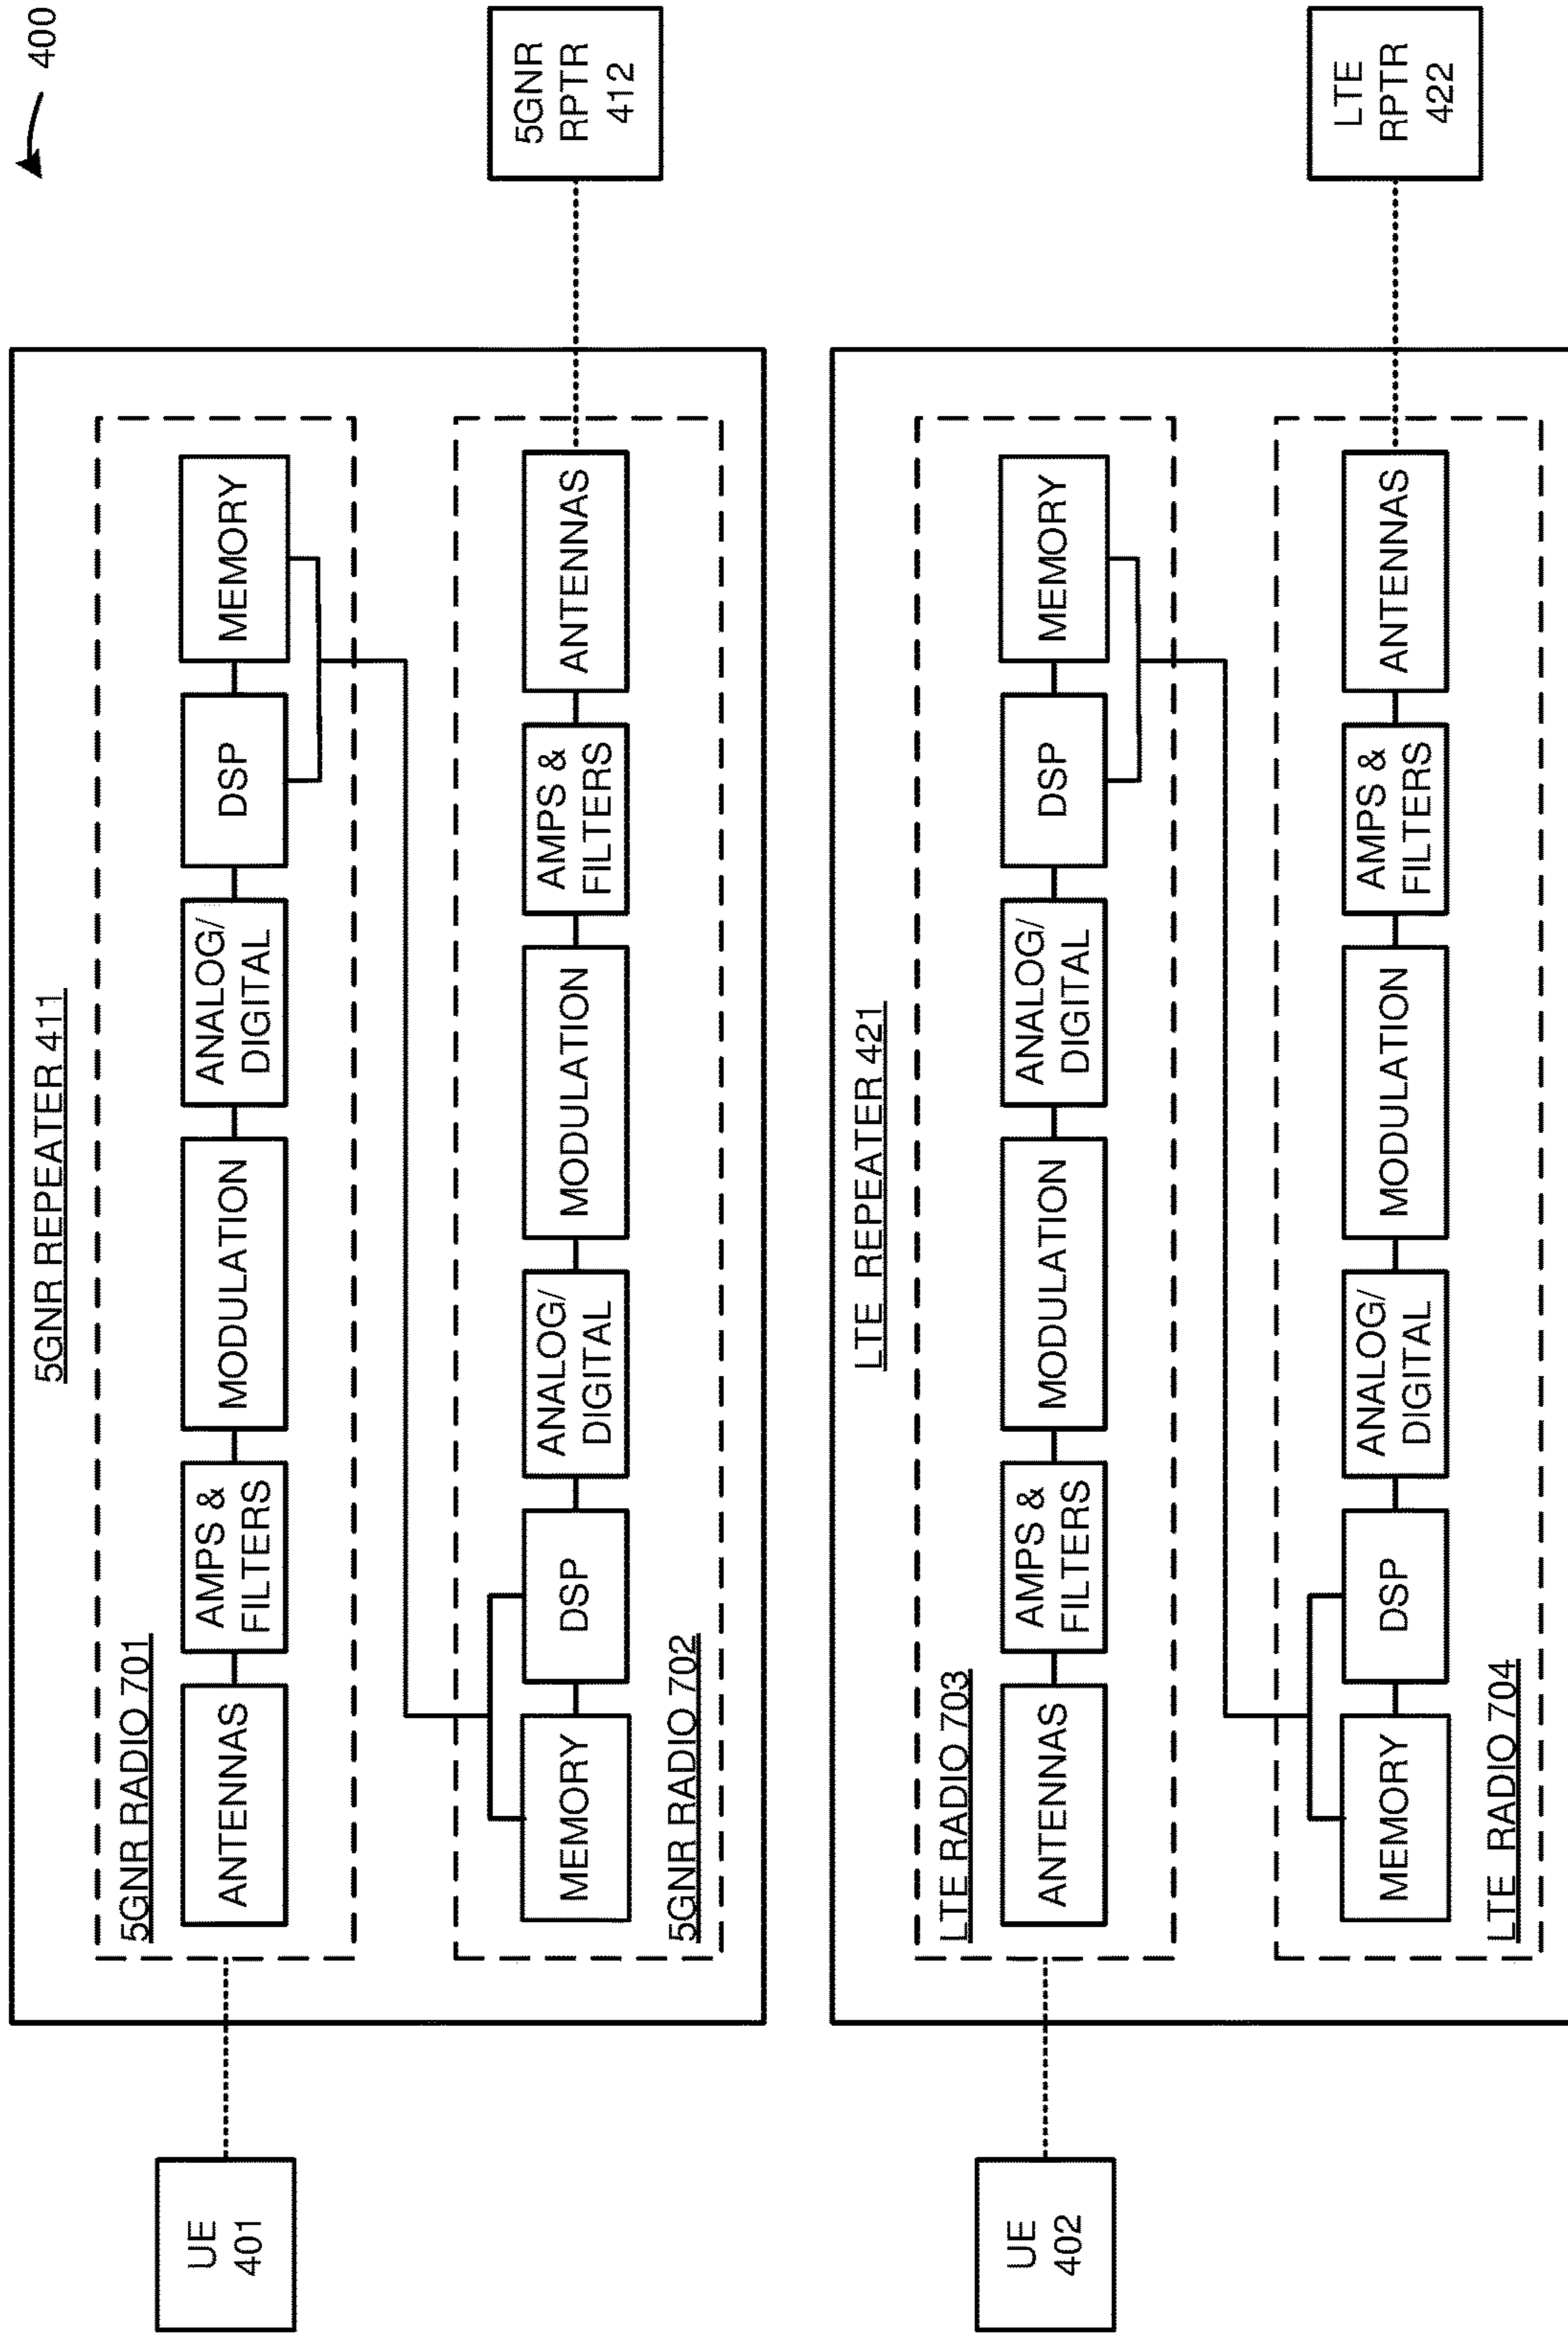 400
5GNR REPEATER 411
5GNR RADIO 701
ANTENNAS
AMPS &
FILTERS
MODULATION
ANALOG/
DIGITAL
DSP
MEMORY
UE
401
MEMORY
DSP
ANALOG/
DIGITAL
MODULATION
AMPS &
FILTERS
ANTENNAS
5GNR RADIO 702
5GNR
RPTR
412
LTE REPEATER 421
LTE RADIO 703
ANTENNAS
AMPS &
FILTERS
MODULATION
ANALOG/
DIGITAL
DSP
MEMORY
UE
402
MEMORY
DSP
ANALOG/
DIGITAL
MODULATION
AMPS &
FILTERS
ANTENNAS
LTE RADIO 704
LTE
RPTR
422